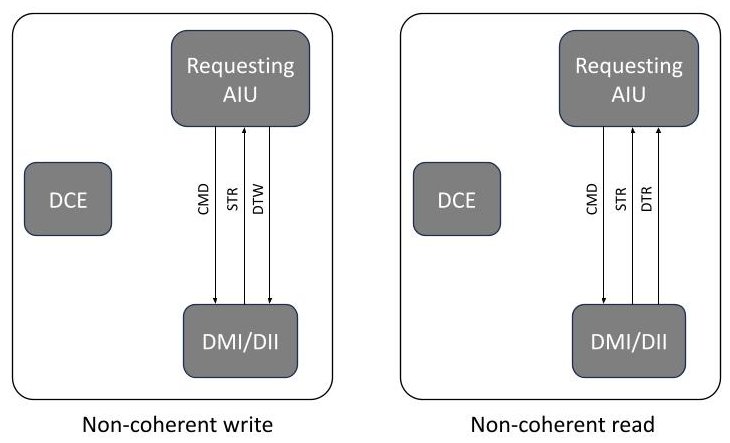 Requesting
AIU
DCE
CMD
STR
DTW
DMI/DII
Non-coherent write
Requesting
AIU
DCE
CMD
STR
DTR
DMI/DII
Non-coherent read